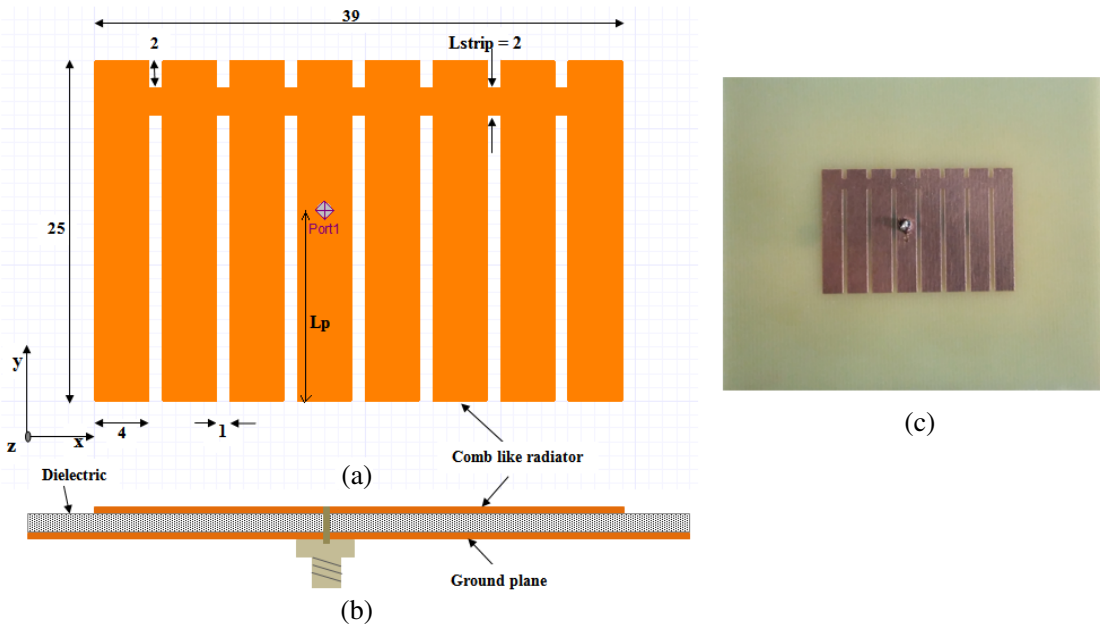 39
2
Lstrip = 2
25
Port1
Lp
y
x
z
4
1
Comb like radiator
(a)
Dielectric
Ground plane
(b)
(c)